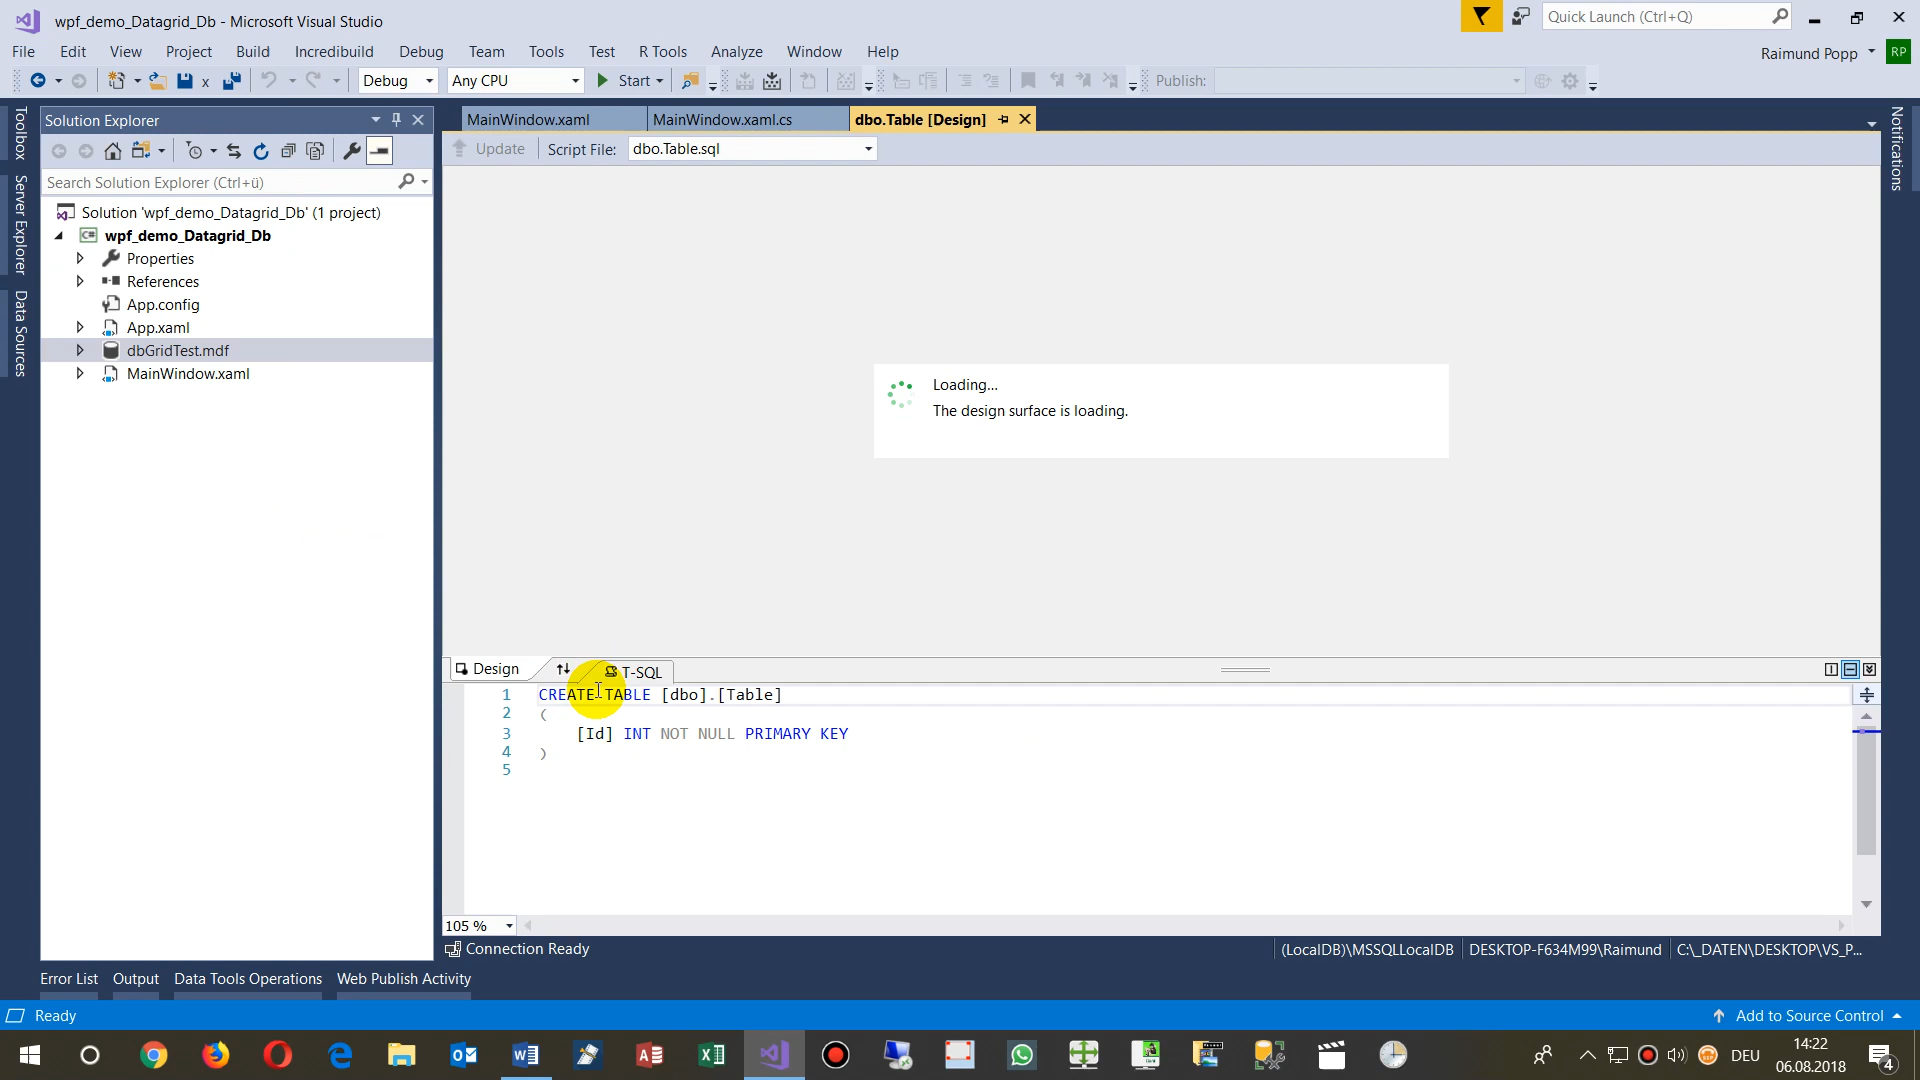 wpf_demo_Datagrid_Db - Microsoft Visual Studio
Quick Launch (Ctrl+Q)
File Edit View Project Build Incredibuild Debug Team Tools Test R Tools Analyze Window Help
Raimund Popp RP
Debug Any CPU Start Publish:
Toolbox
Server Explorer
Data Sources
Solution Explorer
Search Solution Explorer (Ctrl+ü)
Solution 'wpf_demo_Datagrid_Db' (1 project)
wpf_demo_Datagrid_Db
Properties
References
App.config
App.xaml
dbGridTest.mdf
MainWindow.xaml
MainWindow.xaml MainWindow.xaml.cs dbo.Table [Design]
Update Script File: dbo.Table.sql
Notifications
Loading...
The design surface is loading.
Design T-SQL
1 CREATE TABLE [dbo].[Table]
2 (
3 [Id] INT NOT NULL PRIMARY KEY
4 )
5
105 %
Connection Ready (LocalDB)\MSSQLLocalDB DESKTOP-F634M99\Raimund C:\_DATEN\DESKTOP\VS_P...
Error List Output Data Tools Operations Web Publish Activity
Ready Add to Source Control
DEU
14:22
06.08.2018
4